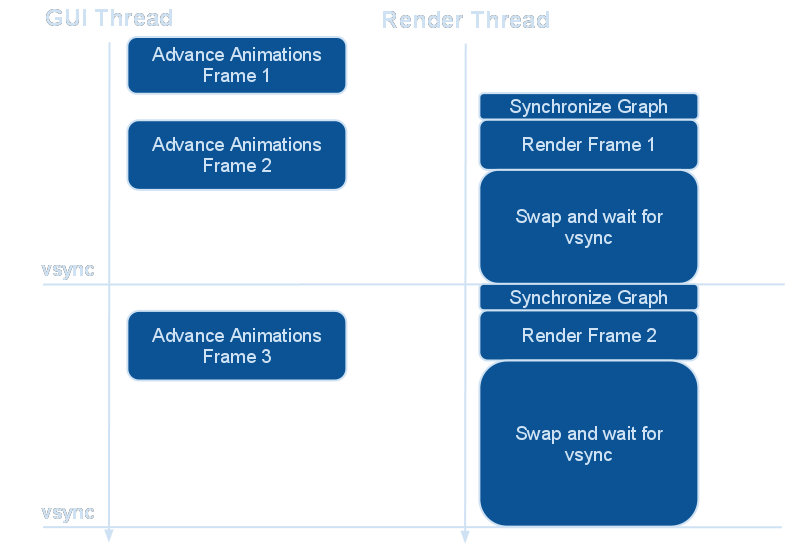 GUI Thread
Render Thread
Advance Animations
Frame 1
Synchronize Graph
Advance Animations
Frame 2
Render Frame 1
Swap and wait for
vsync
vsync
Synchronize Graph
Advance Animations
Frame 3
Render Frame 2
Swap and wait for
vsync
vsync